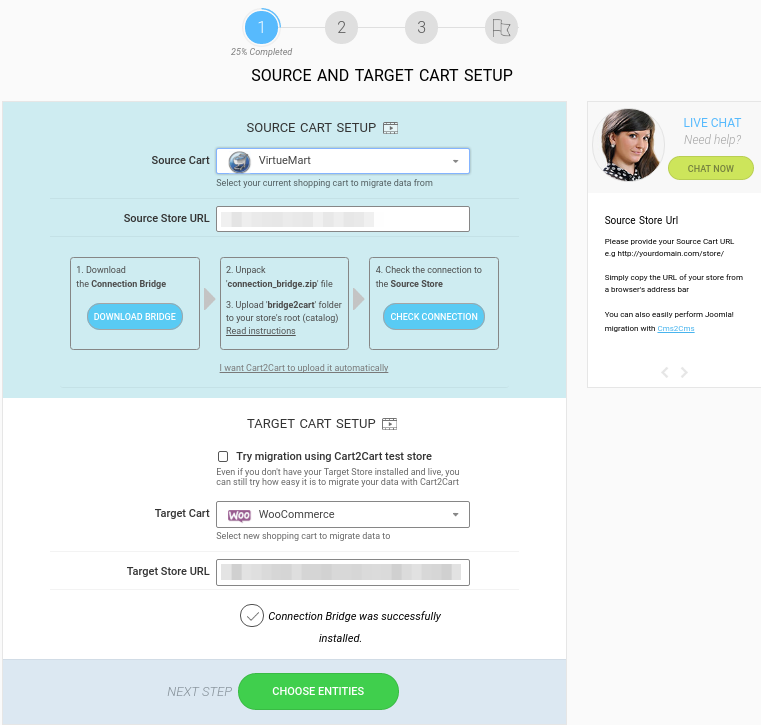 1
2
3
25% Completed
SOURCE AND TARGET CART SETUP
SOURCE CART SETUP
Source Cart
VirtueMart
Select your current shopping cart to migrate data from
Source Store URL
1. Download
the Connection Bridge
DOWNLOAD BRIDGE
2. Unpack
'connection_bridge.zip' file
3. Upload 'bridge2cart' folder
to your store's root (catalog)
Read instructions
4. Check the connection to
the Source Store
CHECK CONNECTION
I want Cart2Cart to upload it automatically
TARGET CART SETUP
Try migration using Cart2Cart test store
Even if you don't have your Target Store installed and live, you
can still try how easy it is to migrate your data with Cart2Cart
Target Cart
WOO
WooCommerce
Select new shopping cart to migrate data to
Target Store URL
Connection Bridge was successfully
installed.
NEXT STEP
CHOOSE ENTITIES
LIVE CHAT
Need help?
CHAT NOW
Source Store Url
Please provide your Source Cart URL
e.g http://yourdomain.com/store/
Simply copy the URL of your store from
a browser's address bar
You can also easily perform Joomla!
migration with Cms2Cms